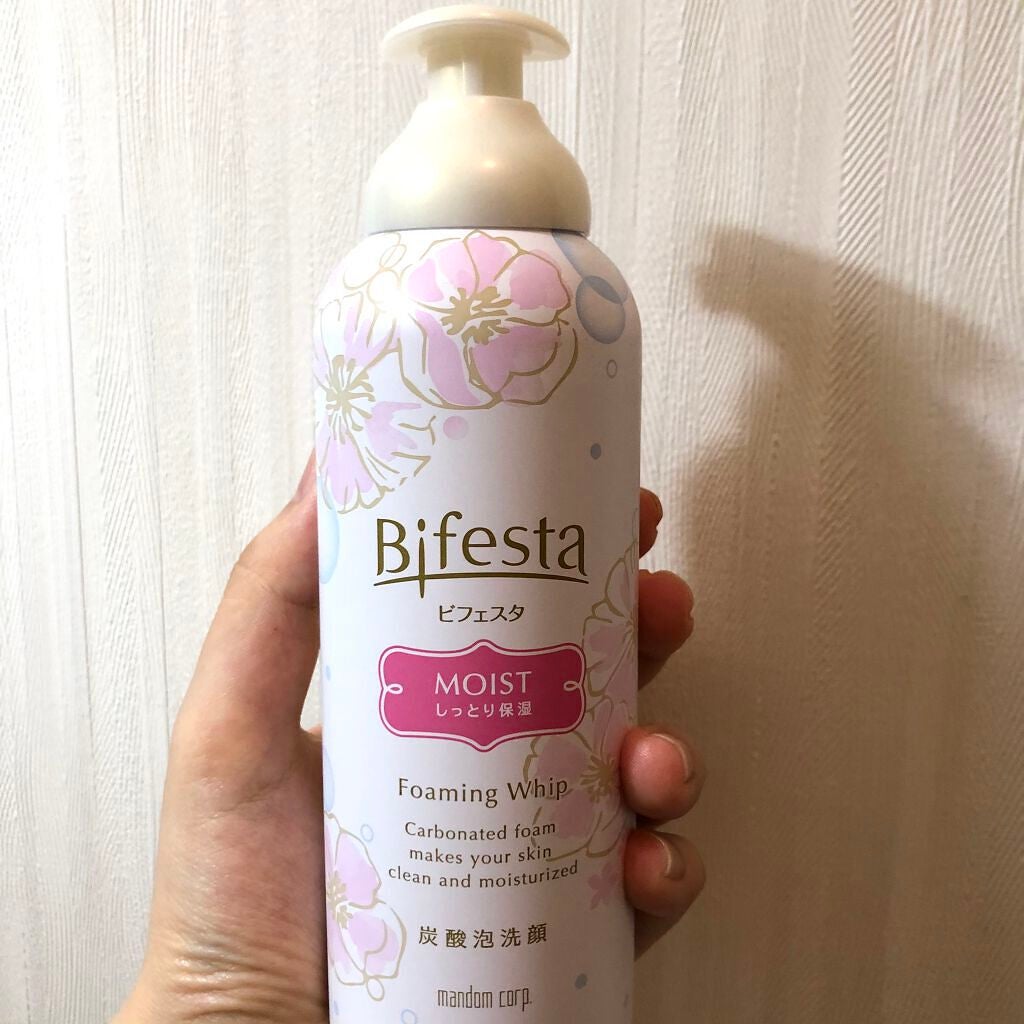 Bifesta
ビフェスタ
MOIST
しっとり保湿
Foaming Whip
Carbonated foam
makes your skin
clean and moisturized
炭酸泡洗顔
mandom corp.